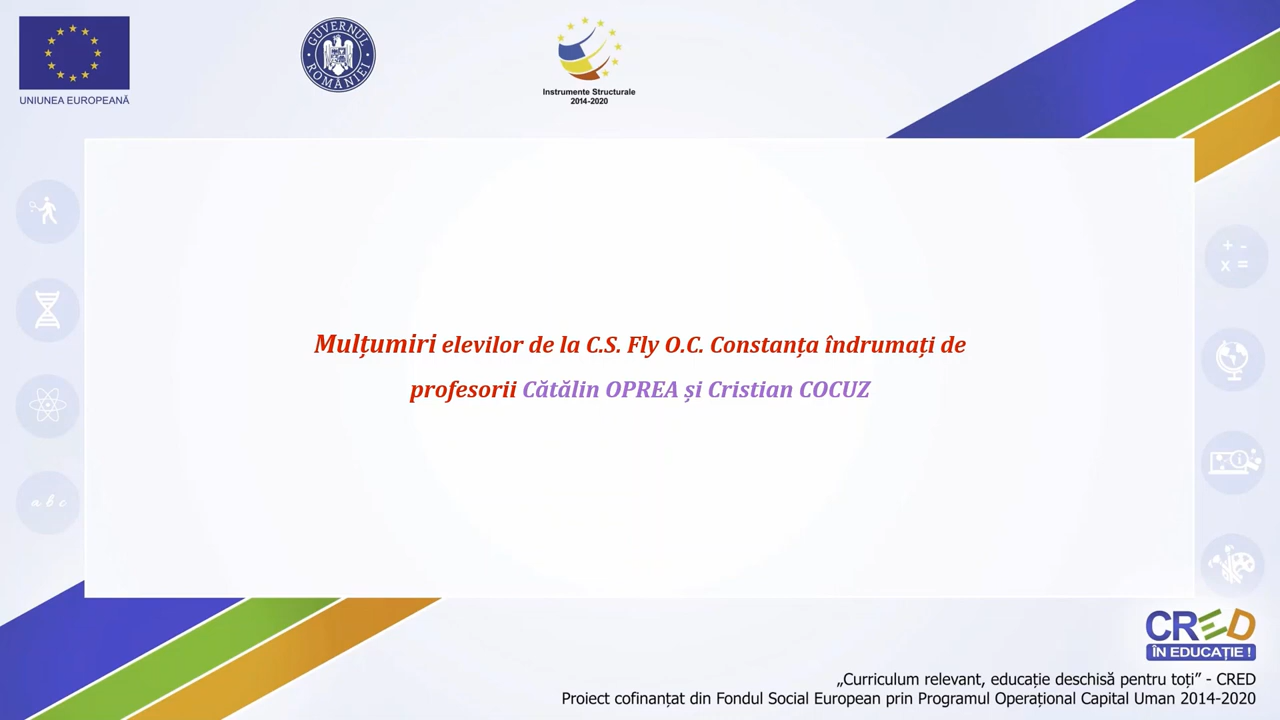 UNIUNEA EUROPEANĂ
GUVERNUL ROMÂNIEI
Instrumente Structurale
2014-2020
+ -
x =
Mulțumiri elevilor de la C.S. Fly O.C. Constanța îndrumați de
profesorii Cătălin OPREA și Cristian COCUZ
a b c
CRED
ÎN EDUCAȚIE !
„Curriculum relevant, educație deschisă pentru toți” - CRED
Proiect cofinanțat din Fondul Social European prin Programul Operațional Capital Uman 2014-2020